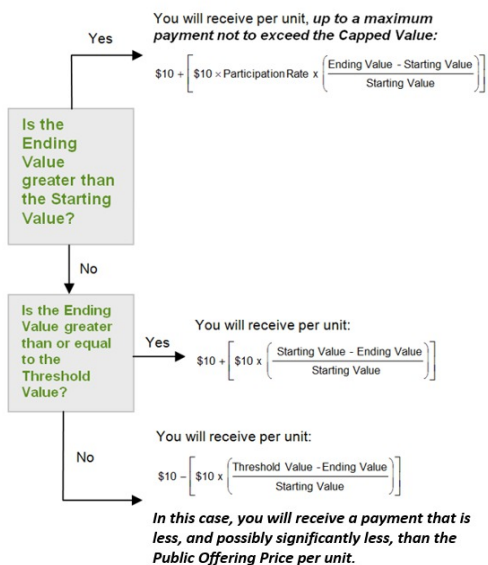 You will receive per unit, up to a maximum
payment not to exceed the Capped Value:
Yes
$10 + [ $10 × Participation Rate x ( Ending Value - Starting Value
Starting Value ) ]
Is the
Ending
Value
greater than
the Starting
Value?
No
Is the Ending
Value greater
than or equal
to the
Threshold
Value?
Yes
You will receive per unit:
$10 + [ $10 x ( Starting Value - Ending Value
Starting Value ) ]
No
You will receive per unit:
$10 – [ $10 x ( Threshold Value - Ending Value
Starting Value ) ]
In this case, you will receive a payment that is
less, and possibly significantly less, than the
Public Offering Price per unit.